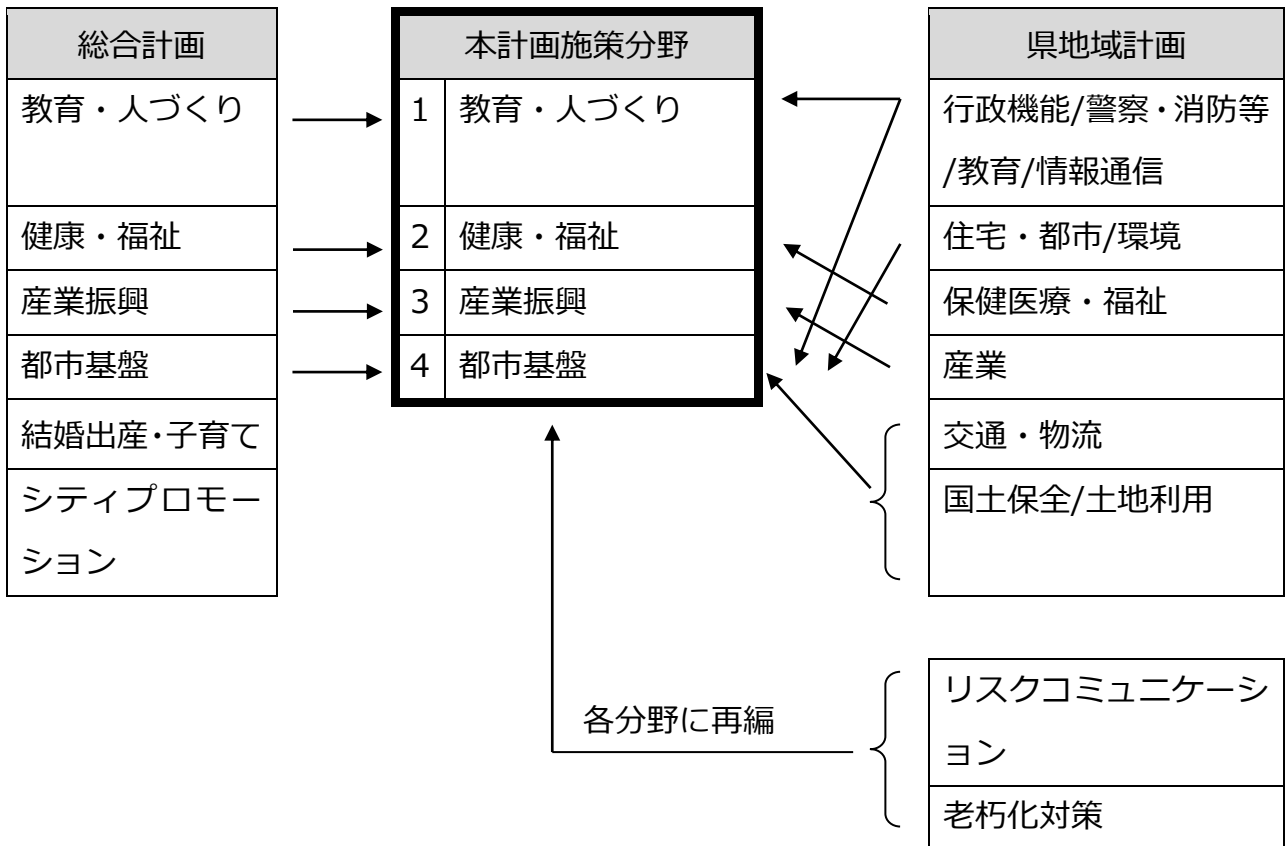 総合計画
教育・人づくり
健康・福祉
産業振興
都市基盤
結婚出産・子育て
シティプロモー
ション
本計画施策分野
1 教育・人づくり
2 健康・福祉
3 産業振興
4 都市基盤
県地域計画
行政機能/警察・消防等
/教育/情報通信
住宅・都市/環境
保健医療・福祉
産業
交通・物流
国土保全/土地利用
各分野に再編
リスクコミュニケーシ
ョン
老朽化対策